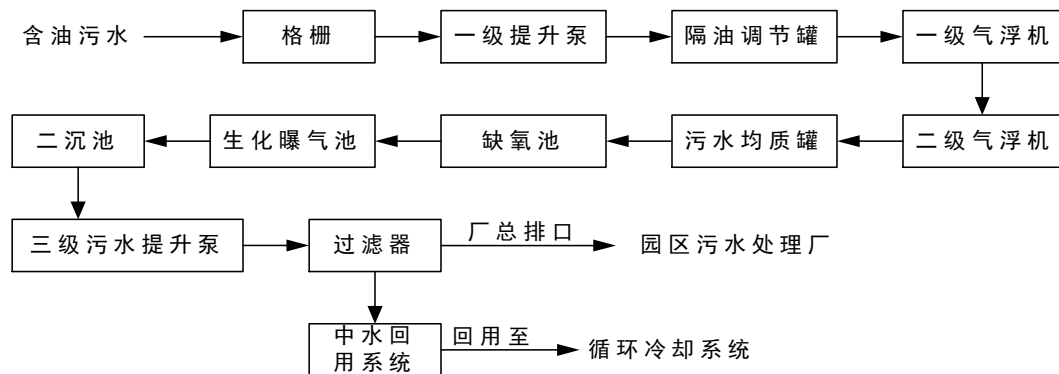 含油污水
格栅
一级提升泵
隔油调节罐
一级气浮机
二沉池
生化曝气池
缺氧池
污水均质罐
二级气浮机
三级污水提升泵
过滤器
厂总排口
园区污水处理厂
中水回
用系统
回用至
循环冷却系统